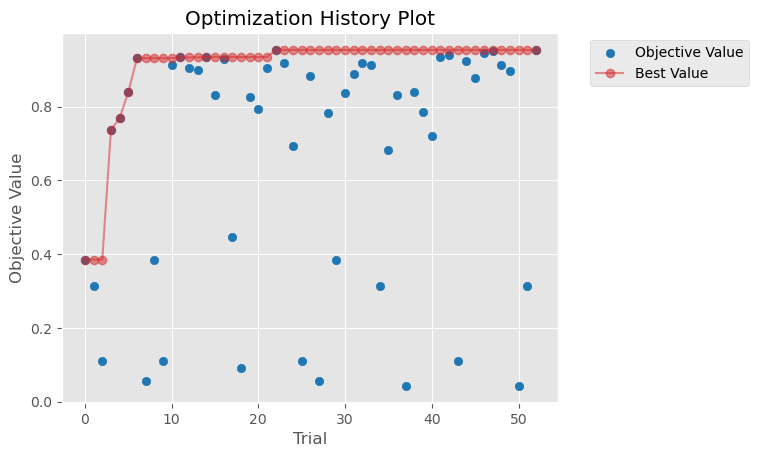 Optimization History Plot
Objective Value
Best Value
Objective Value
0.8
0.6
0.4
0.2
0.0
0 10 20 30 40 50
Trial